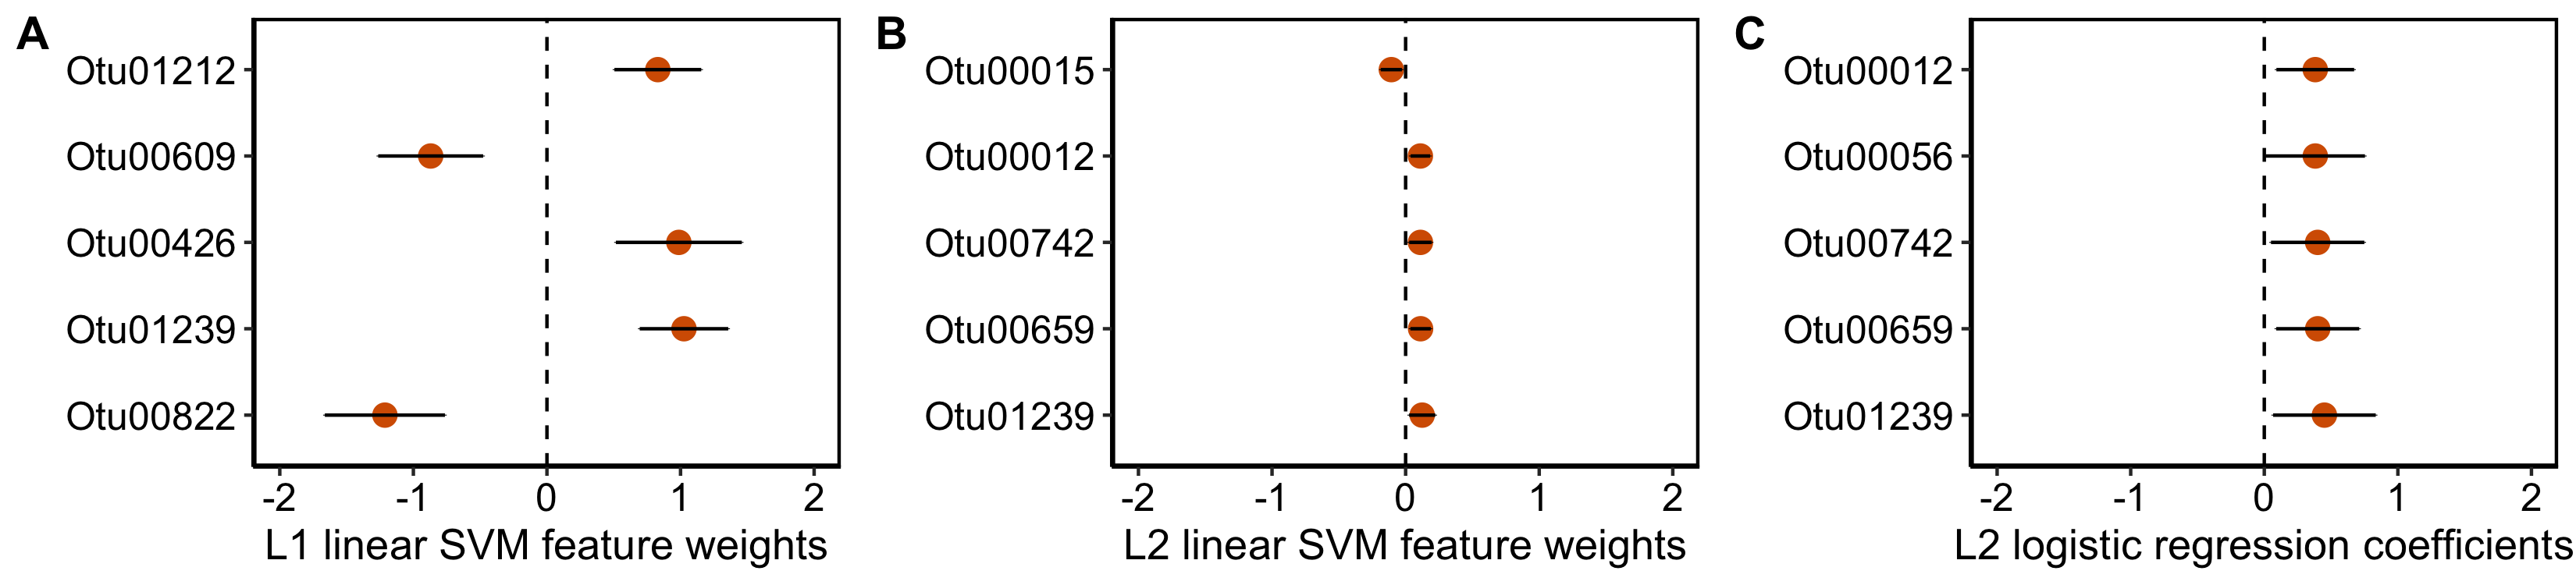 A
Otu01212
Otu00609
Otu00426
Otu01239
Otu00822
-2 -1 0 1 2
L1 linear SVM feature weights
B
Otu00015
Otu00012
Otu00742
Otu00659
Otu01239
-2 -1 0 1 2
L2 linear SVM feature weights
C
Otu00012
Otu00056
Otu00742
Otu00659
Otu01239
-2 -1 0 1 2
L2 logistic regression coefficients